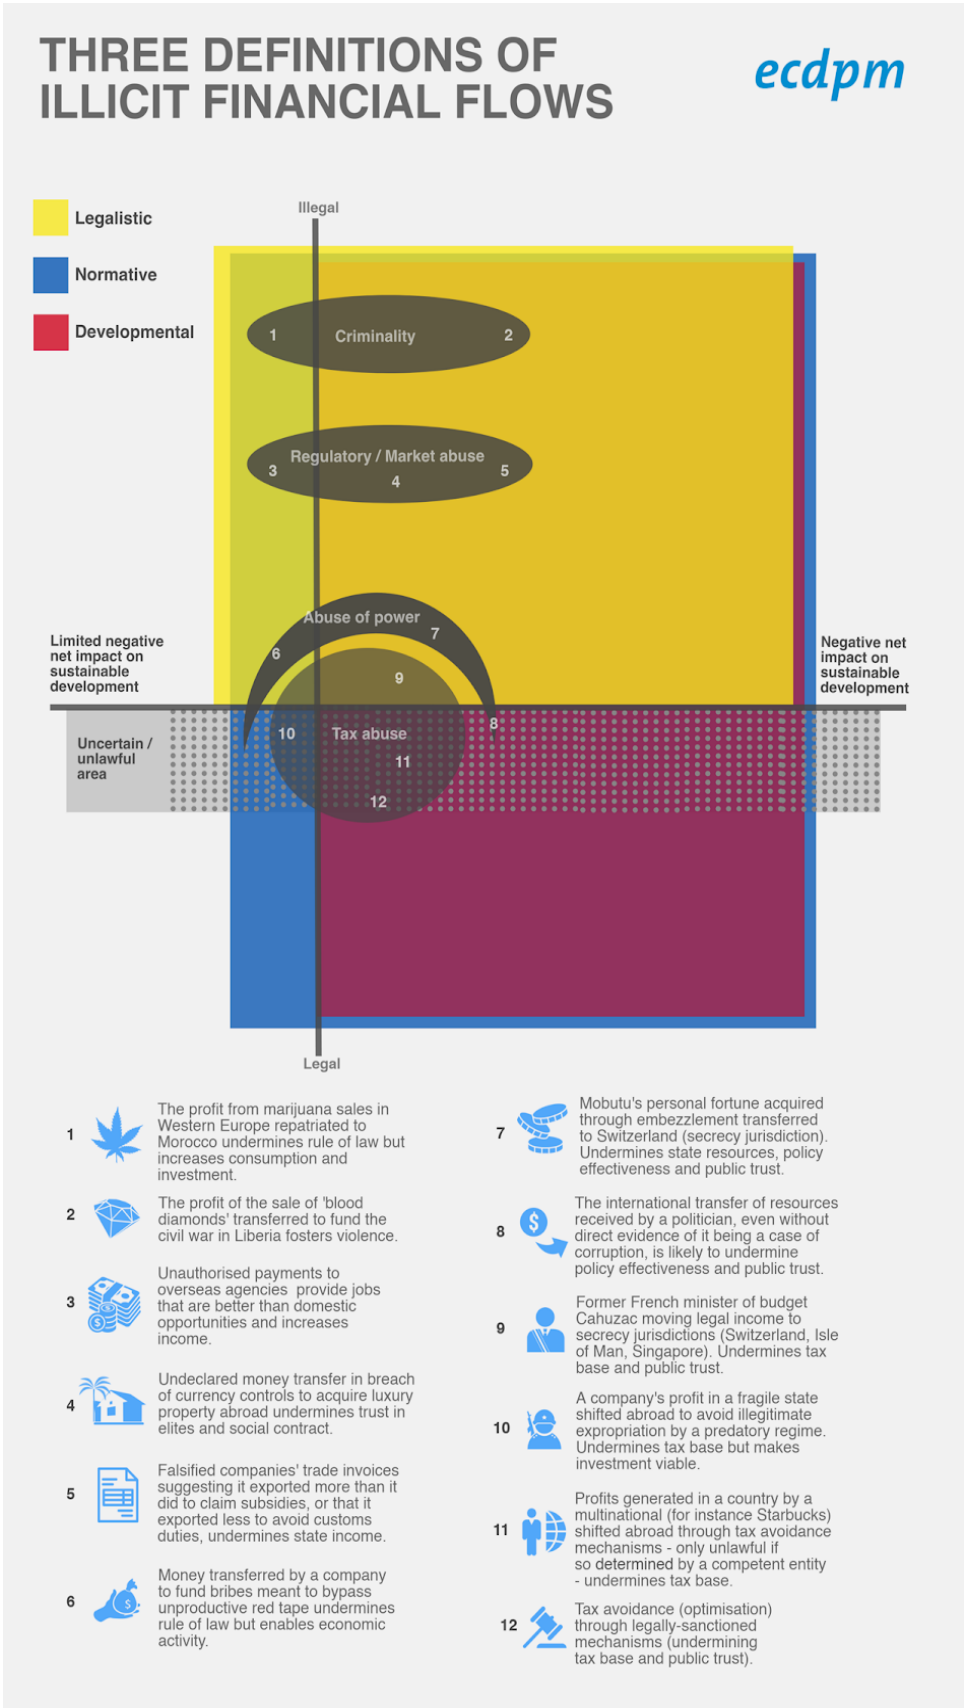 THREE DEFINITIONS OF
ILLICIT FINANCIAL FLOWS
ecdpm
Legalistic
Normative
Developmental
Illegal
1
Criminality
2
Regulatory / Market abuse
3
4
5
Abuse of power
6
7
9
Limited negative
net impact on
sustainable
development
Negative net
impact on
sustainable
development
Uncertain /
unlawful
area
8
10
Tax abuse
11
12
Legal
1
The profit from marijuana sales in
Western Europe repatriated to
Morocco undermines rule of law but
increases consumption and
investment.
2
The profit of the sale of 'blood
diamonds' transferred to fund the
civil war in Liberia fosters violence.
3
Unauthorised payments to
overseas agencies provide jobs
that are better than domestic
opportunities and increases
income.
4
Undeclared money transfer in breach
of currency controls to acquire luxury
property abroad undermines trust in
elites and social contract.
5
Falsified companies' trade invoices
suggesting it exported more than it
did to claim subsidies, or that it
exported less to avoid customs
duties, undermines state income.
6
Money transferred by a company
to fund bribes meant to bypass
unproductive red tape undermines
rule of law but enables economic
activity.
7
Mobutu's personal fortune acquired
through embezzlement transferred
to Switzerland (secrecy jurisdiction).
Undermines state resources, policy
effectiveness and public trust.
8
The international transfer of resources
received by a politician, even without
direct evidence of it being a case of
corruption, is likely to undermine
policy effectiveness and public trust.
9
Former French minister of budget
Cahuzac moving legal income to
secrecy jurisdictions (Switzerland, Isle
of Man, Singapore). Undermines tax
base and public trust.
10
A company's profit in a fragile state
shifted abroad to avoid illegitimate
expropriation by a predatory regime.
Undermines tax base but makes
investment viable.
11
Profits generated in a country by a
multinational (for instance Starbucks)
shifted abroad through tax avoidance
mechanisms - only unlawful if
so determined by a competent entity
- undermines tax base.
12
Tax avoidance (optimisation)
through legally-sanctioned
mechanisms (undermining
tax base and public trust).